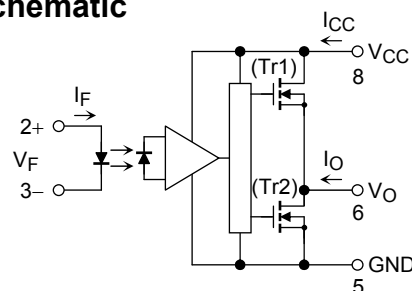 chematic
ICC
(Tr1)
VCC
8
IF
2+
VF
3−
IO
(Tr2)
VO
6
GND
5